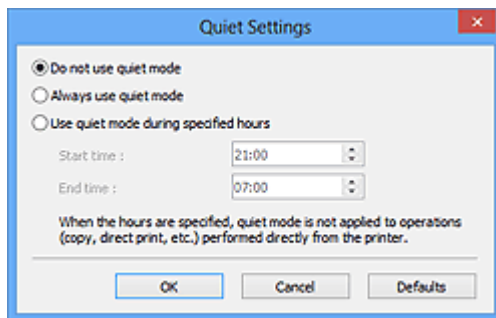 Quiet Settings
Do not use quiet mode
Always use quiet mode
Use quiet mode during specified hours
Start time : 21:00
End time : 07:00
When the hours are specified, quiet mode is not applied to operations
(copy, direct print, etc.) performed directly from the printer.
OK Cancel Defaults